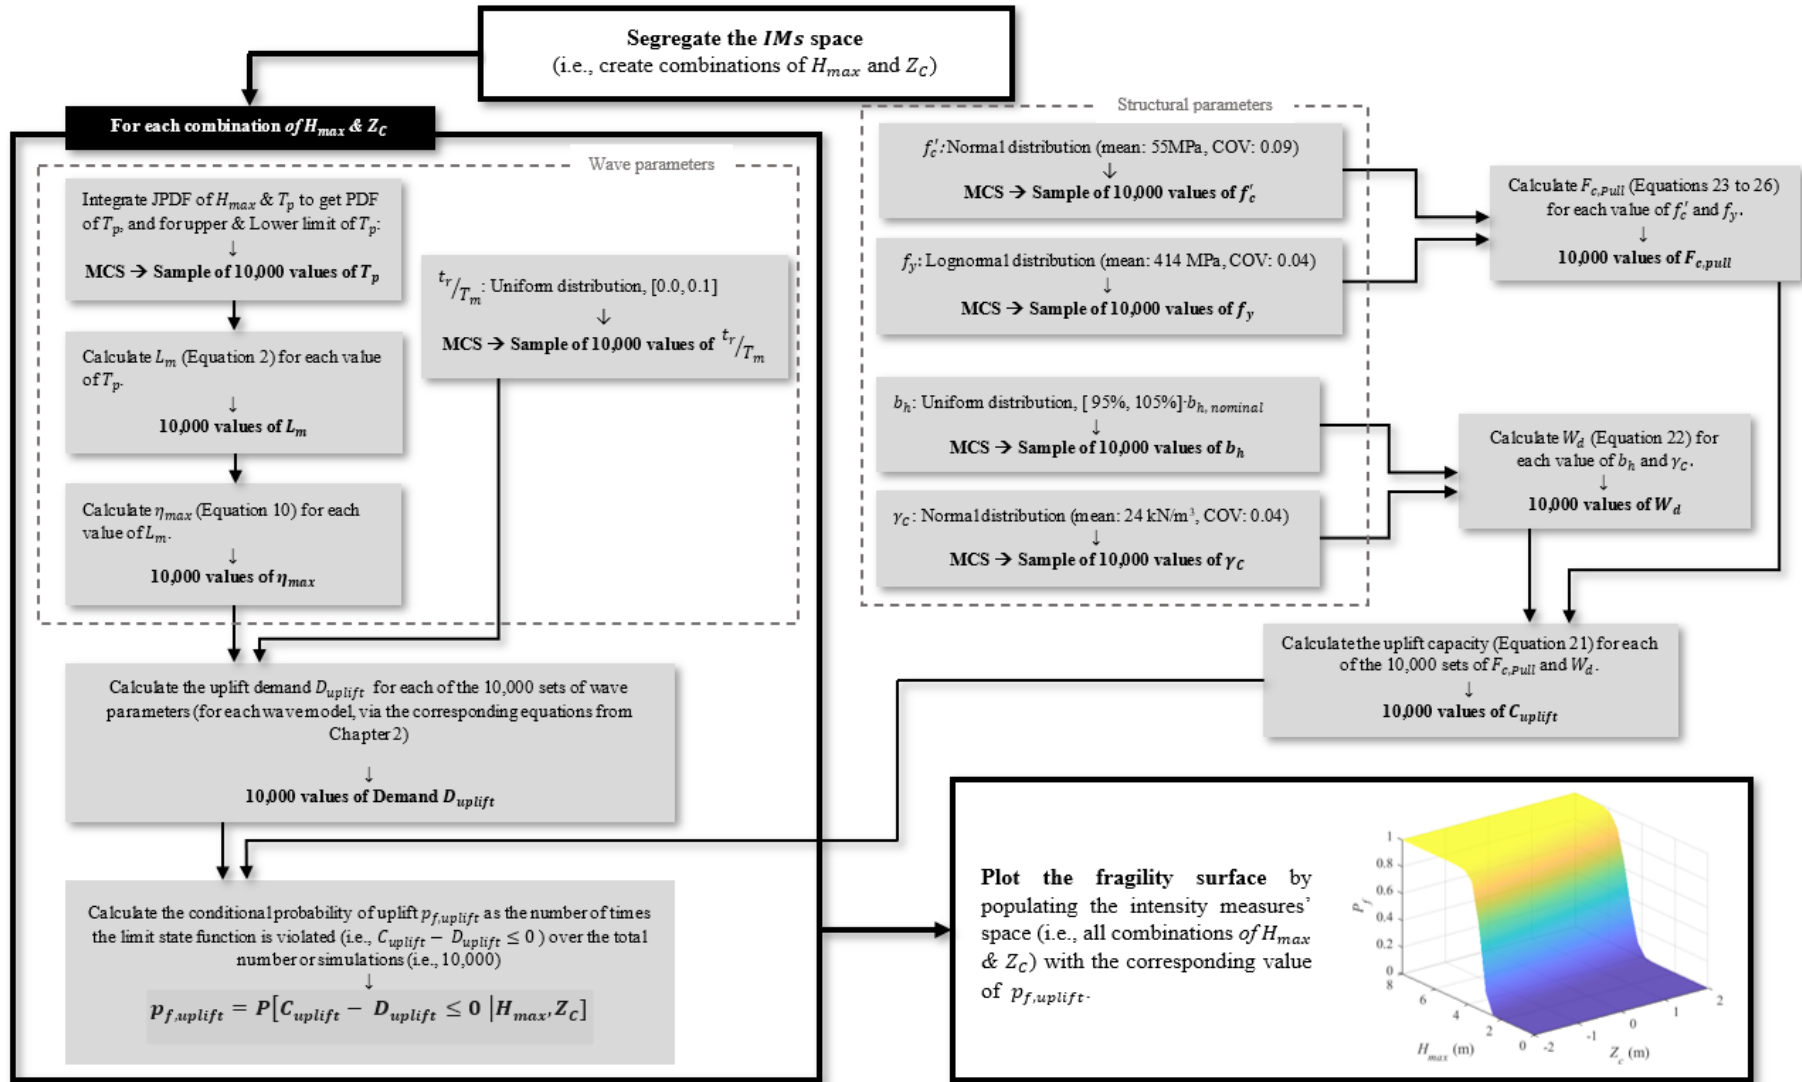 Segregate the IMs space
(i.e., create combinations of H_max and Z_C)
For each combination of H_max & Z_C
Wave parameters
Integrate JPDF of H_max & T_p to get PDF
of T_p, and for upper & Lower limit of T_p:
↓
MCS → Sample of 10,000 values of T_p
Calculate L_m (Equation 2) for each value
of T_p.
↓
10,000 values of L_m
Calculate η_max (Equation 10) for each
value of L_m.
↓
10,000 values of η_max
t_r/T_m: Uniform distribution, [0.0, 0.1]
↓
MCS → Sample of 10,000 values of t_r/T_m
Calculate the uplift demand D_uplift for each of the 10,000 sets of wave
parameters (for each wave model, via the corresponding equations from
Chapter 2)
↓
10,000 values of Demand D_uplift
Calculate the conditional probability of uplift p_f,uplift as the number of times
the limit state function is violated (i.e., C_uplift − D_uplift ≤ 0 ) over the total
number or simulations (i.e., 10,000)
↓
p_f,uplift = P[C_uplift − D_uplift ≤ 0 |H_max, Z_C]
Structural parameters
f_c′: Normal distribution (mean: 55MPa, COV: 0.09)
↓
MCS → Sample of 10,000 values of f_c′
f_y: Lognormal distribution (mean: 414 MPa, COV: 0.04)
↓
MCS → Sample of 10,000 values of f_y
b_h: Uniform distribution, [ 95%, 105%]·b_h, nominal
↓
MCS → Sample of 10,000 values of b_h
γ_C: Normal distribution (mean: 24 kN/m³, COV: 0.04)
↓
MCS → Sample of 10,000 values of γ_C
Calculate F_c,Pull (Equations 23 to 26)
for each value of f_c′ and f_y.
↓
10,000 values of F_c,pull
Calculate W_d (Equation 22) for
each value of b_h and γ_C.
↓
10,000 values of W_d
Calculate the uplift capacity (Equation 21) for each
of the 10,000 sets of F_c,Pull and W_d.
↓
10,000 values of C_uplift
Plot the fragility surface by
populating the intensity measures'
space (i.e., all combinations of H_max
& Z_C) with the corresponding value
of p_f,uplift.
P_f
1
0.8
0.6
0.4
0.2
0
8
6
4
2
0
H_max (m)
-2
-1
0
1
2
Z_c (m)